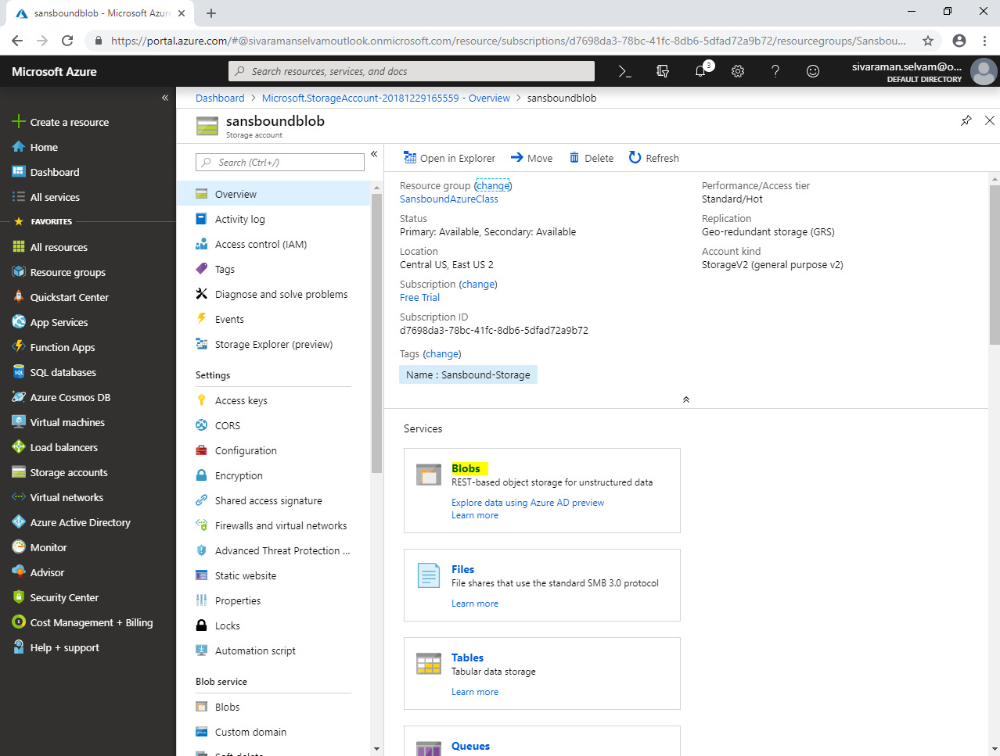 sansboundblob - Microsoft Azure
https://portal.azure.com/#@sivaramanselvamoutlook.onmicrosoft.com/resource/subscriptions/d7698da3-78bc-41fc-8db6-5dfad72a9b72/resourcegroups/Sansbou...
Microsoft Azure
Search resources, services, and docs
3
sivaraman.selvam@o...
DEFAULT DIRECTORY
Create a resource
Home
Dashboard
All services
FAVORITES
All resources
Resource groups
Quickstart Center
App Services
Function Apps
SQL databases
Azure Cosmos DB
Virtual machines
Load balancers
Storage accounts
Virtual networks
Azure Active Directory
Monitor
Advisor
Security Center
Cost Management + Billing
Help + support
Dashboard > Microsoft.StorageAccount-20181229165559 - Overview > sansboundblob
sansboundblob
Storage account
Search (Ctrl+/)
Overview
Activity log
Access control (IAM)
Tags
Diagnose and solve problems
Events
Storage Explorer (preview)
Settings
Access keys
CORS
Configuration
Encryption
Shared access signature
Firewalls and virtual networks
Advanced Threat Protection ...
Static website
Properties
Locks
Automation script
Blob service
Blobs
Custom domain
Soft delete
Open in Explorer Move Delete Refresh
Resource group (change)
SansboundAzureClass
Status
Primary: Available, Secondary: Available
Location
Central US, East US 2
Subscription (change)
Free Trial
Subscription ID
d7698da3-78bc-41fc-8db6-5dfad72a9b72
Tags (change)
Name : Sansbound-Storage
Performance/Access tier
Standard/Hot
Replication
Geo-redundant storage (GRS)
Account kind
StorageV2 (general purpose v2)
Services
Blobs
REST-based object storage for unstructured data
Explore data using Azure AD preview
Learn more
Files
File shares that use the standard SMB 3.0 protocol
Learn more
Tables
Tabular data storage
Learn more
Queues